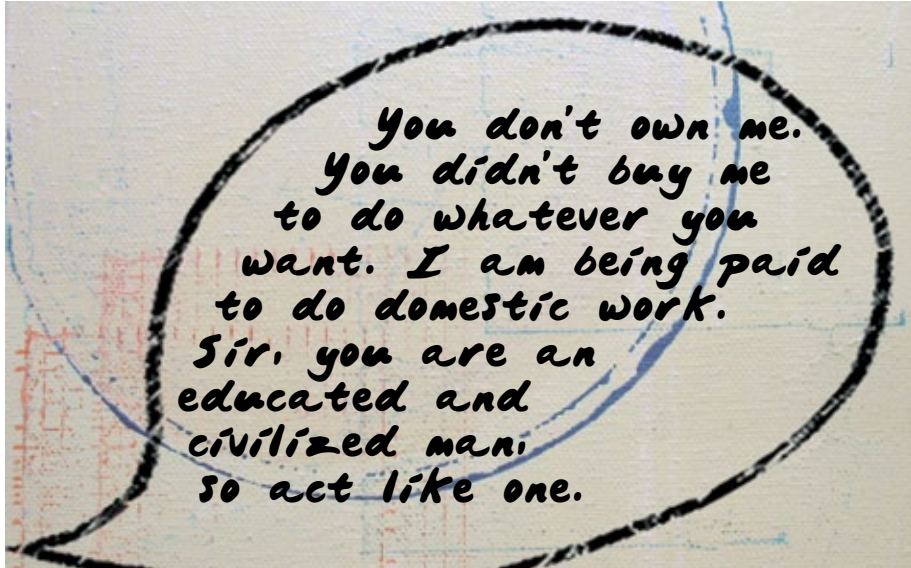 You don't own me.
You didn't buy me
to do whatever you
want. I am being paid
to do domestic work.
Sir, you are an
educated and
civilized man,
so act like one.